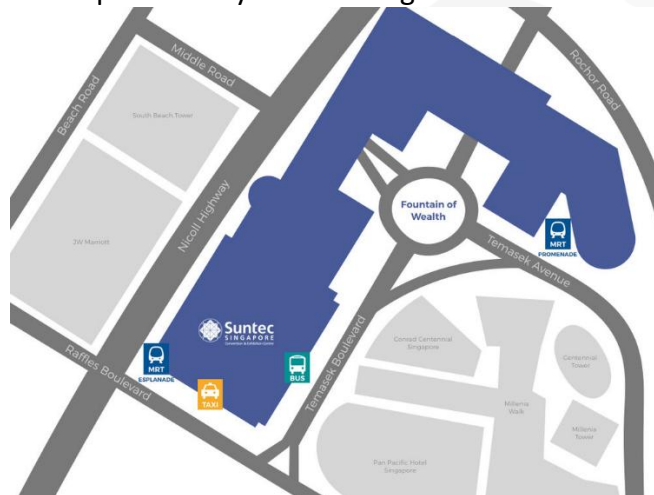 Middle Road
Rochor Road
Beach Road
South Beach Tower
Nicoll Highway
Fountain of
Wealth
JW Marriott
MRT
PROMENADE
Temasek Avenue
Suntec
SINGAPORE
Conrad Centennial
Singapore
Centennial
Tower
MRT
ESPLANADE
BUS
TAXI
Raffles Boulevard
Temasek Boulevard
Millenia
Walk
Millenia
Tower
Pan Pacific Hotel
Singapore